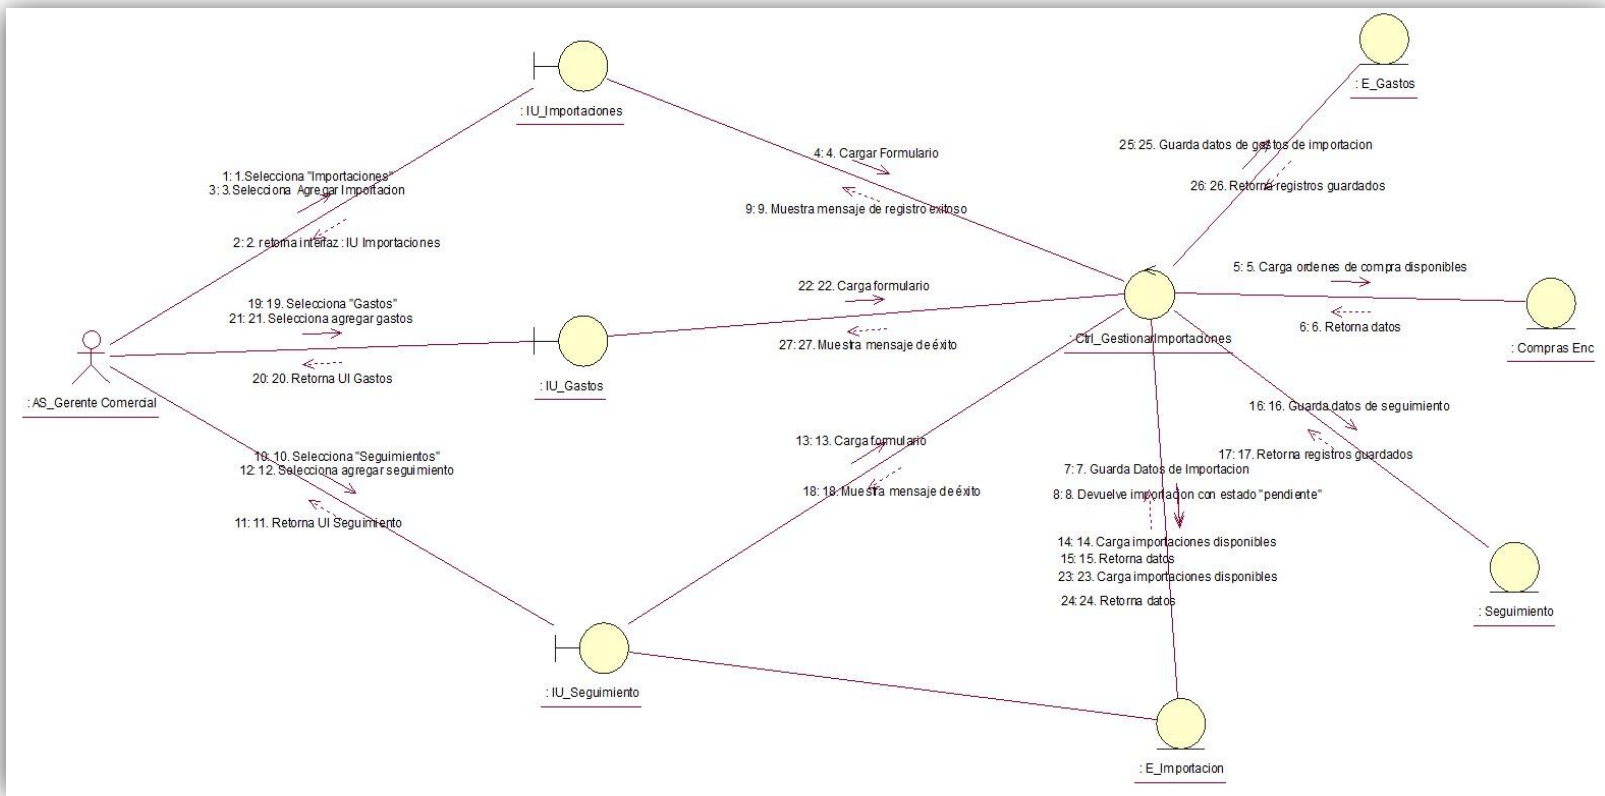 : E_Gastos
: IU_Importaciones
25: 25. Guarda datos de gastos de importacion
4: 4. Cargar Formulario
1: 1.Selecciona "Importaciones"
3: 3.Selecciona Agregar Importacion
26: 26. Retorna registros guardados
9: 9. Muestra mensaje de registro exitoso
2: 2. retorna interfaz : IU Importaciones
5: 5. Carga ordenes de compra disponibles
22: 22. Carga formulario
19: 19. Selecciona "Gastos"
21: 21. Selecciona agregar gastos
6: 6. Retorna datos
: Ctrl_GestionarImportaciones
27: 27. Muestra mensaje de éxito
: Compras Enc
20: 20. Retorna UI Gastos
: IU_Gastos
: AS_Gerente Comercial
16: 16. Guarda datos de seguimiento
13: 13. Carga formulario
10: 10. Selecciona "Seguimientos"
12: 12. Selecciona agregar seguimiento
17: 17. Retorna registros guardados
7: 7. Guarda Datos de Importacion
18: 18. Muestra mensaje de éxito
8: 8. Devuelve importacion con estado "pendiente"
11: 11. Retorna UI Seguimiento
14: 14. Carga importaciones disponibles
15: 15. Retorna datos
23: 23. Carga importaciones disponibles
24: 24. Retorna datos
: Seguimiento
: IU_Seguimiento
: E_Importacion